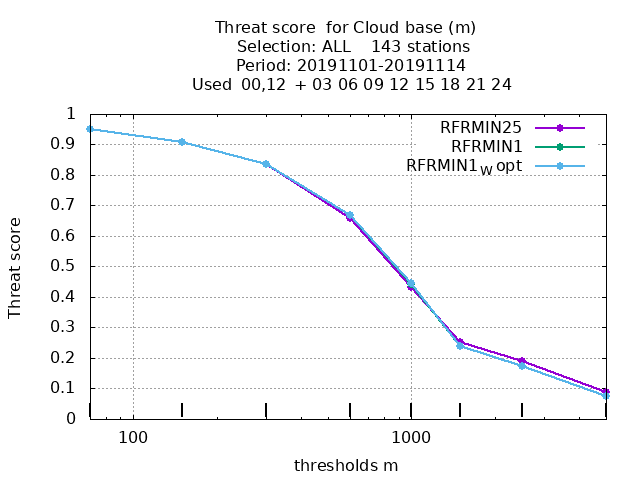 Threat score  for Cloud base (m)
Selection: ALL    143 stations
Period: 20191101-20191114
Used  00,12  + 03 06 09 12 15 18 21 24
RFRMIN25
RFRMIN1
RFRMIN1W opt
1
0.9
0.8
0.7
0.6
0.5
0.4
0.3
0.2
0.1
0
Threat score
100
1000
thresholds m